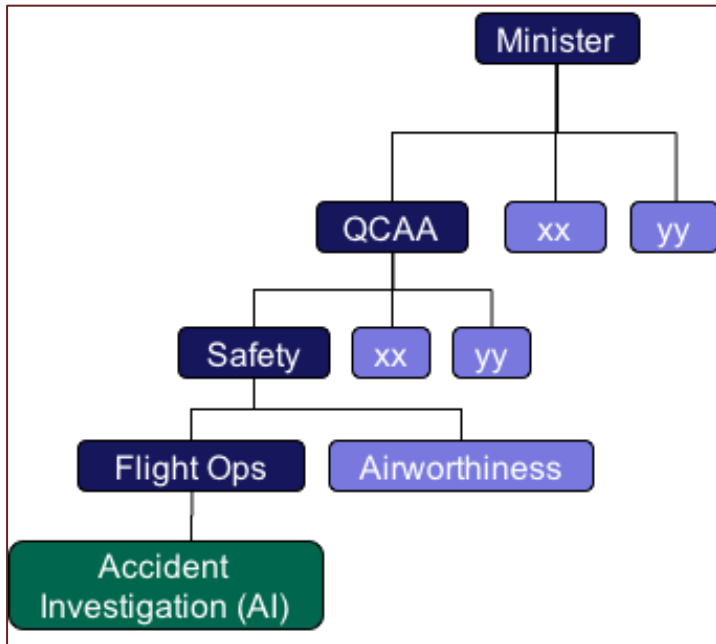 Minister
QCAA
xx
yy
Safety
xx
yy
Flight Ops
Airworthiness
Accident
Investigation (AI)